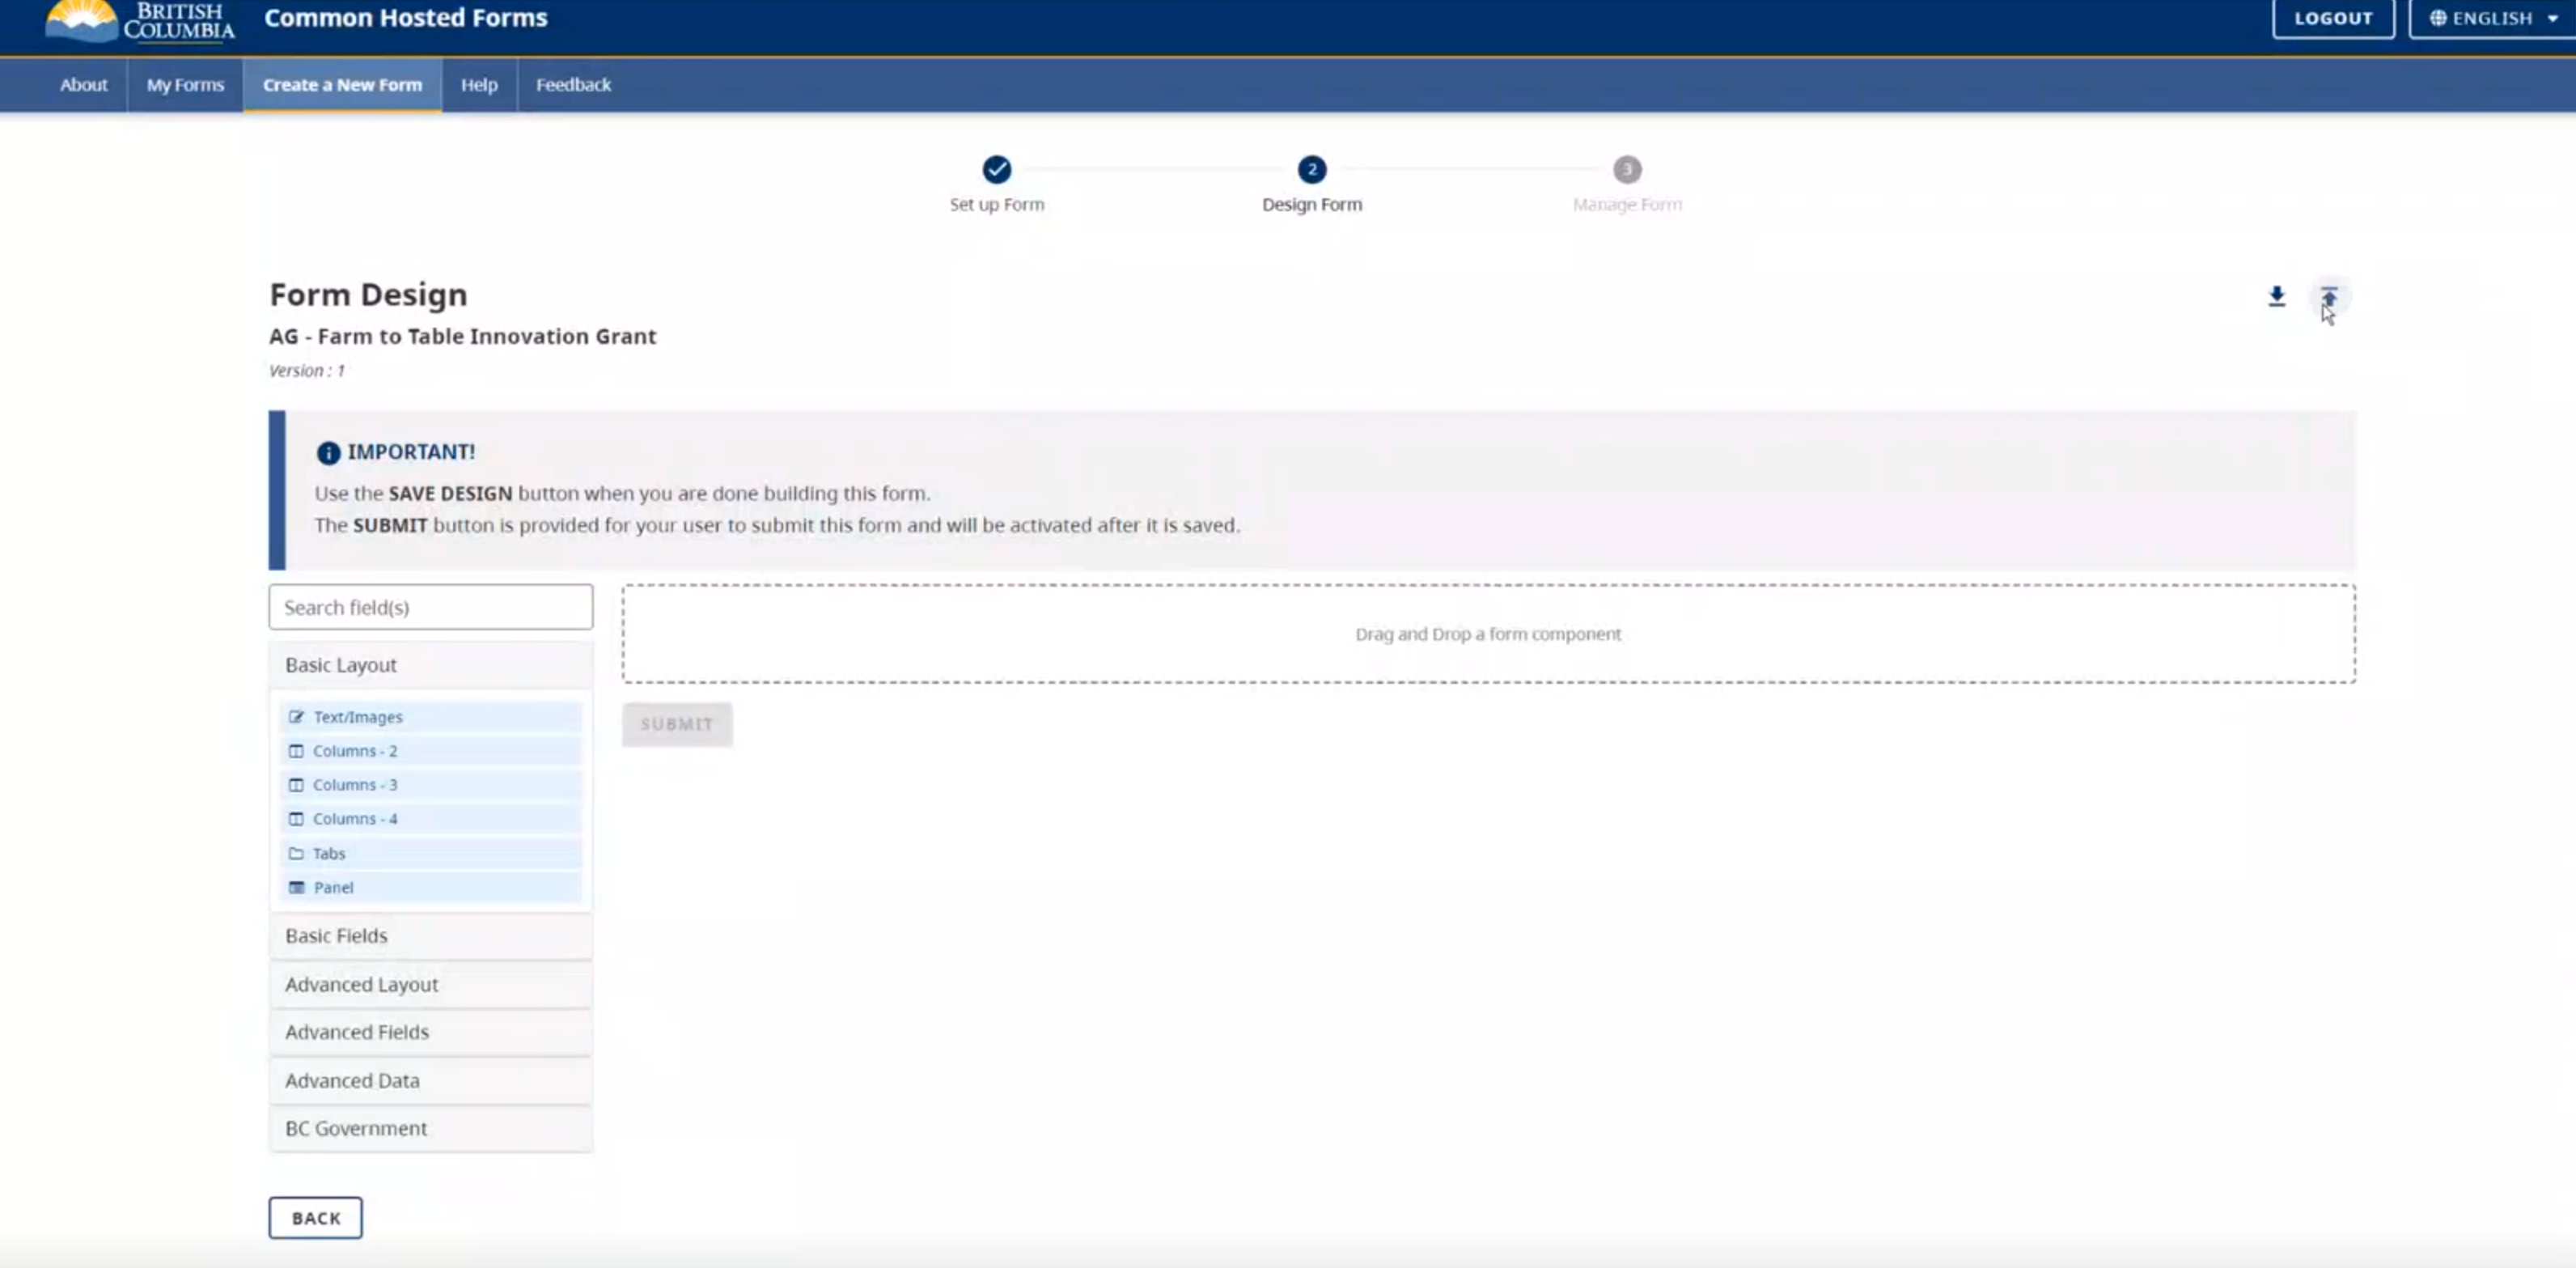 BRITISH
COLUMBIA
Common Hosted Forms
LOGOUT
ENGLISH
About
My Forms
Create a New Form
Help
Feedback
2
3
Set up Form
Design Form
Manage Form
Form Design
AG - Farm to Table Innovation Grant
Version : 1
IMPORTANT!
Use the SAVE DESIGN button when you are done building this form.
The SUBMIT button is provided for your user to submit this form and will be activated after it is saved.
Search field(s)
Basic Layout
Text/Images
Columns - 2
Columns - 3
Columns - 4
Tabs
Panel
Basic Fields
Advanced Layout
Advanced Fields
Advanced Data
BC Government
Drag and Drop a form component
SUBMIT
BACK